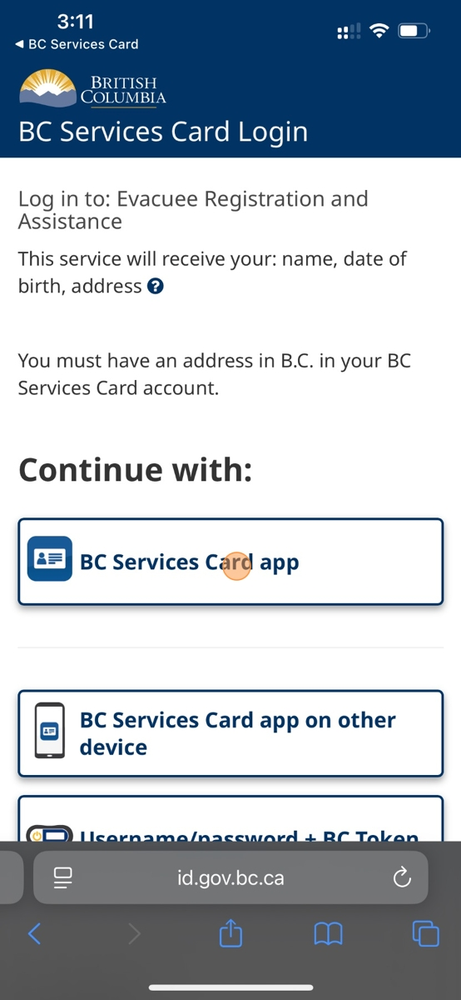 3:11
◀ BC Services Card
BRITISH
COLUMBIA
BC Services Card Login
Log in to: Evacuee Registration and
Assistance
This service will receive your: name, date of
birth, address ?
You must have an address in B.C. in your BC
Services Card account.
Continue with:
BC Services Card app
BC Services Card app on other
device
Username/password + BC Token
id.gov.bc.ca